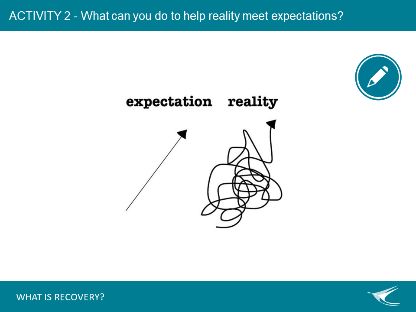 ACTIVITY 2 - What can you do to help reality meet expectations?
expectation reality
WHAT IS RECOVERY?